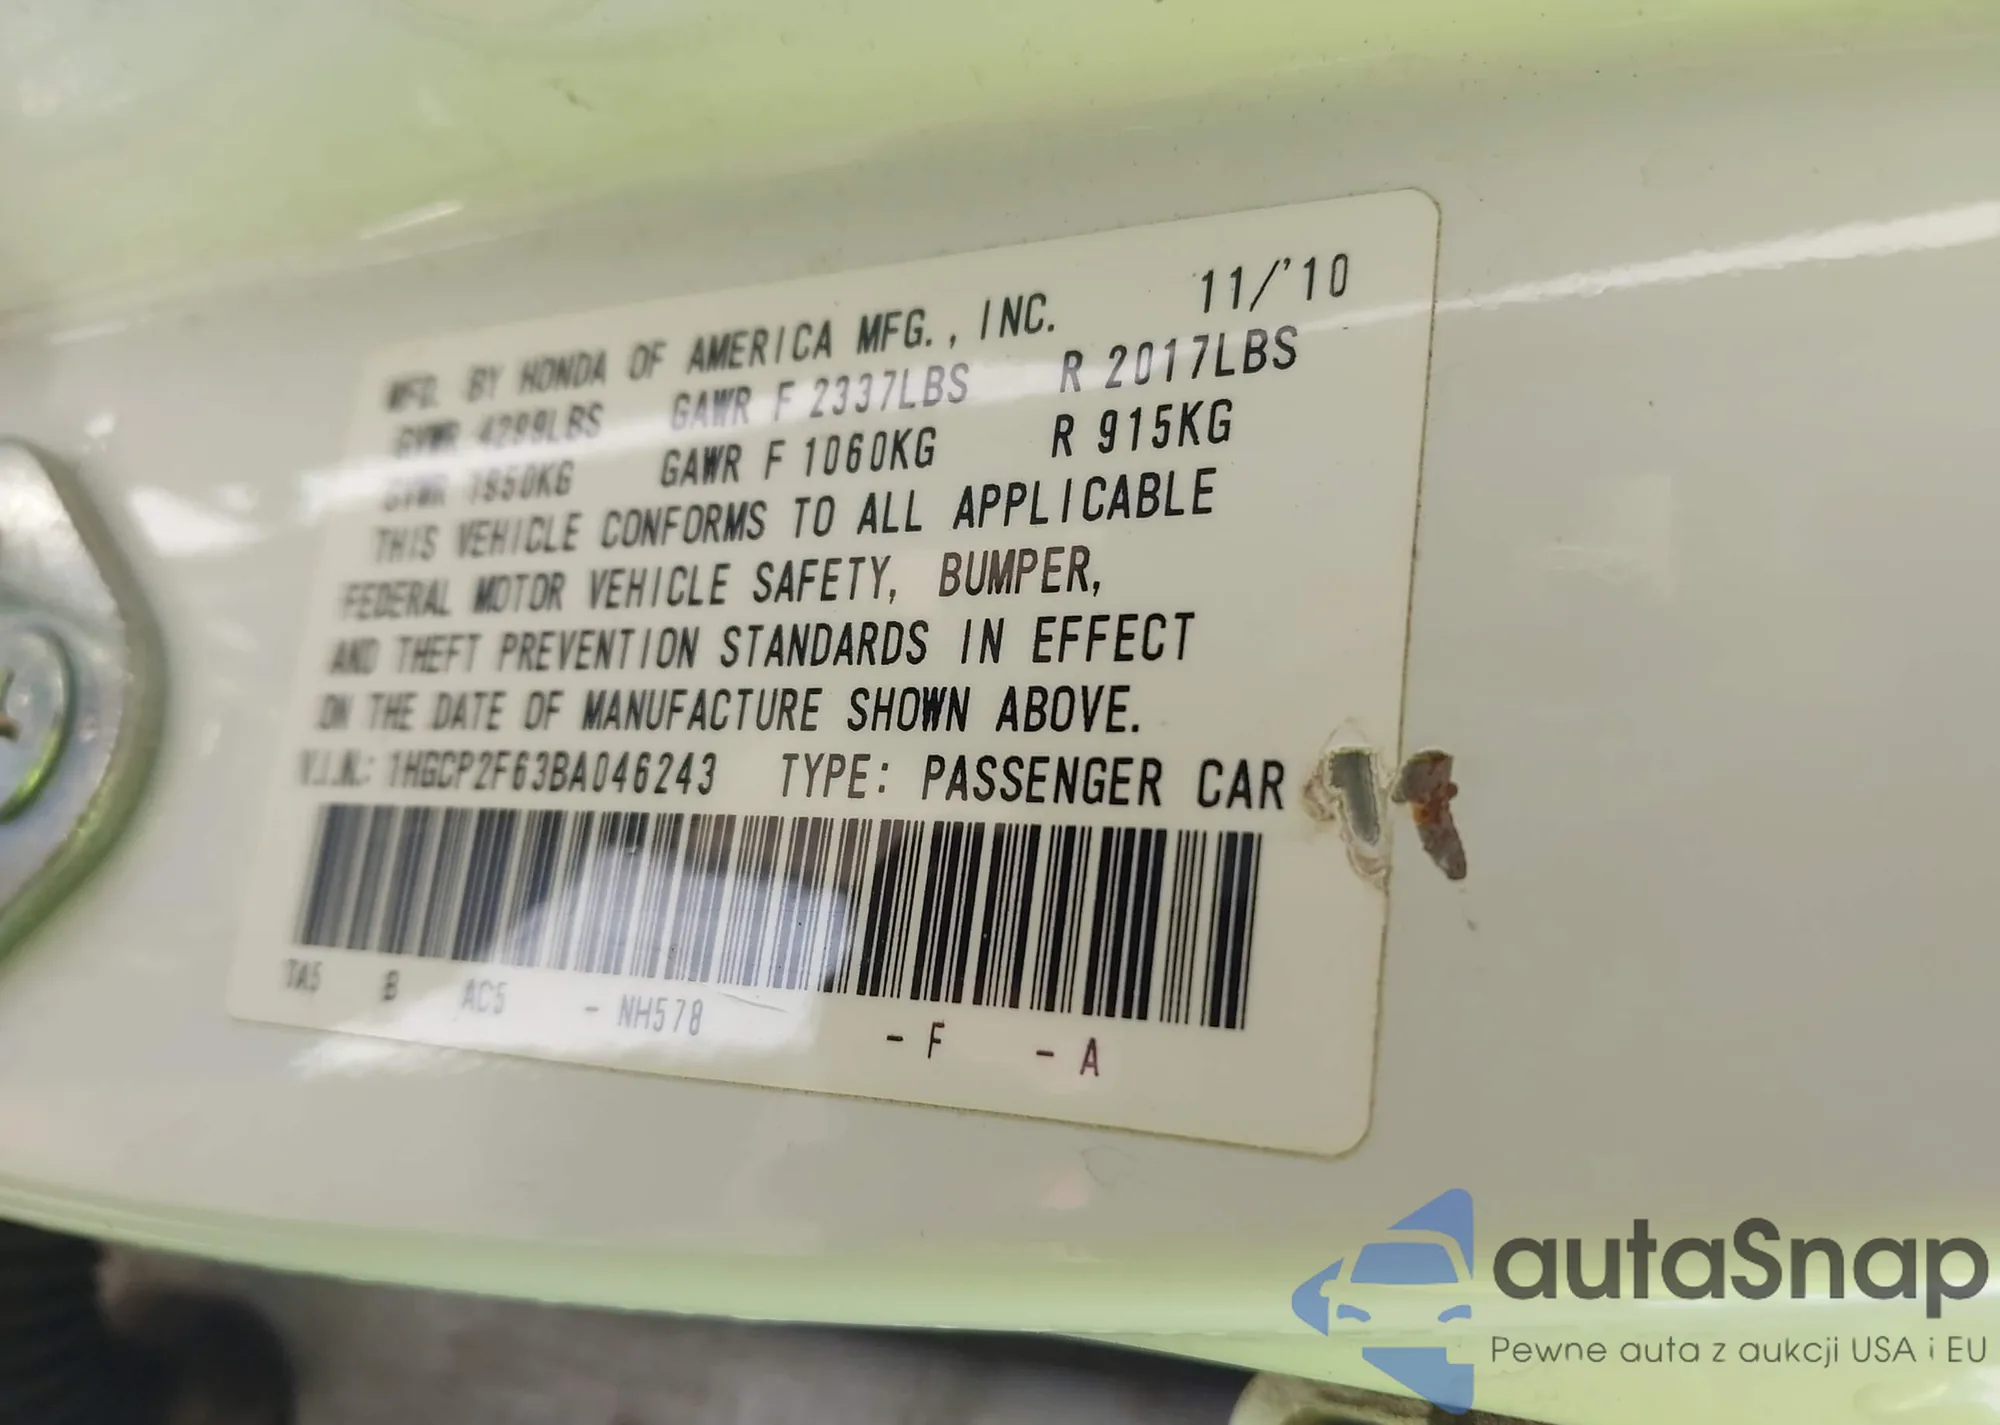 MFD. BY HONDA OF AMERICA MFG., INC. 11/'10
GVWR 4299LBS GAWR F 2337LBS R 2017LBS
GVWR 1950KG GAWR F 1060KG R 915KG
THIS VEHICLE CONFORMS TO ALL APPLICABLE
FEDERAL MOTOR VEHICLE SAFETY, BUMPER,
AND THEFT PREVENTION STANDARDS IN EFFECT
ON THE DATE OF MANUFACTURE SHOWN ABOVE.
V.I.N.: 1HGCP2F63BA046243 TYPE: PASSENGER CAR
TA5 B AC5 - NH578 - F - A
autaSnap
Pewne auta z aukcji USA i EU